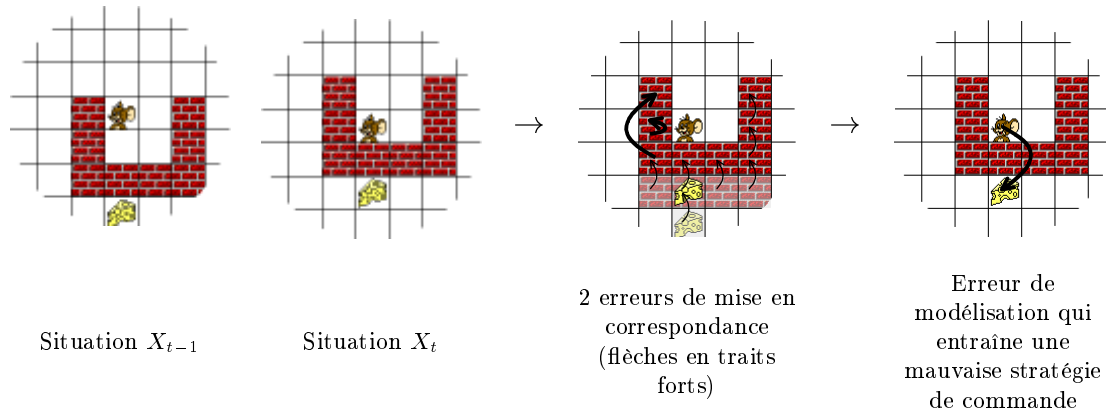 Situation X_{t−1}
Situation X_t
2 erreurs de mise en
correspondance
(flèches en traits
forts)
Erreur de
modélisation qui
entraîne une
mauvaise stratégie
de commande